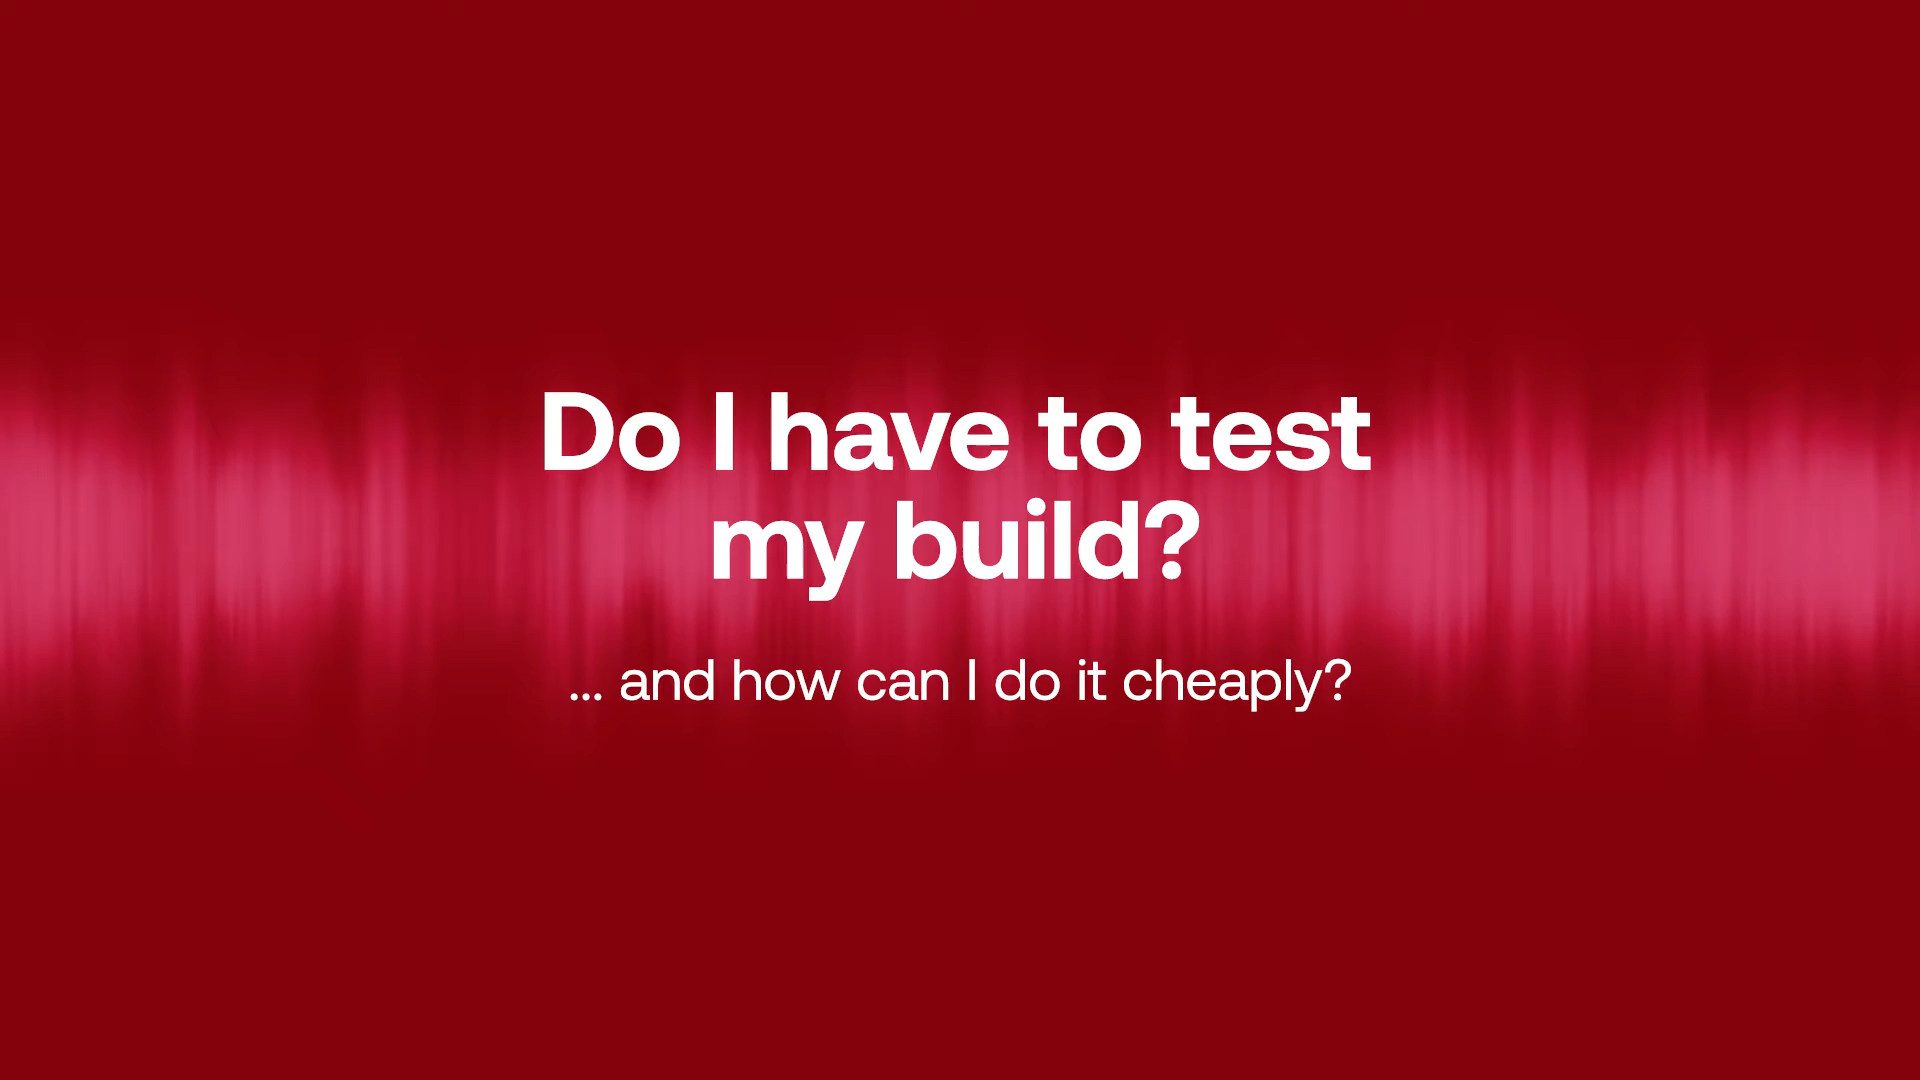 Do I have to test
my build?
... and how can I do it cheaply?